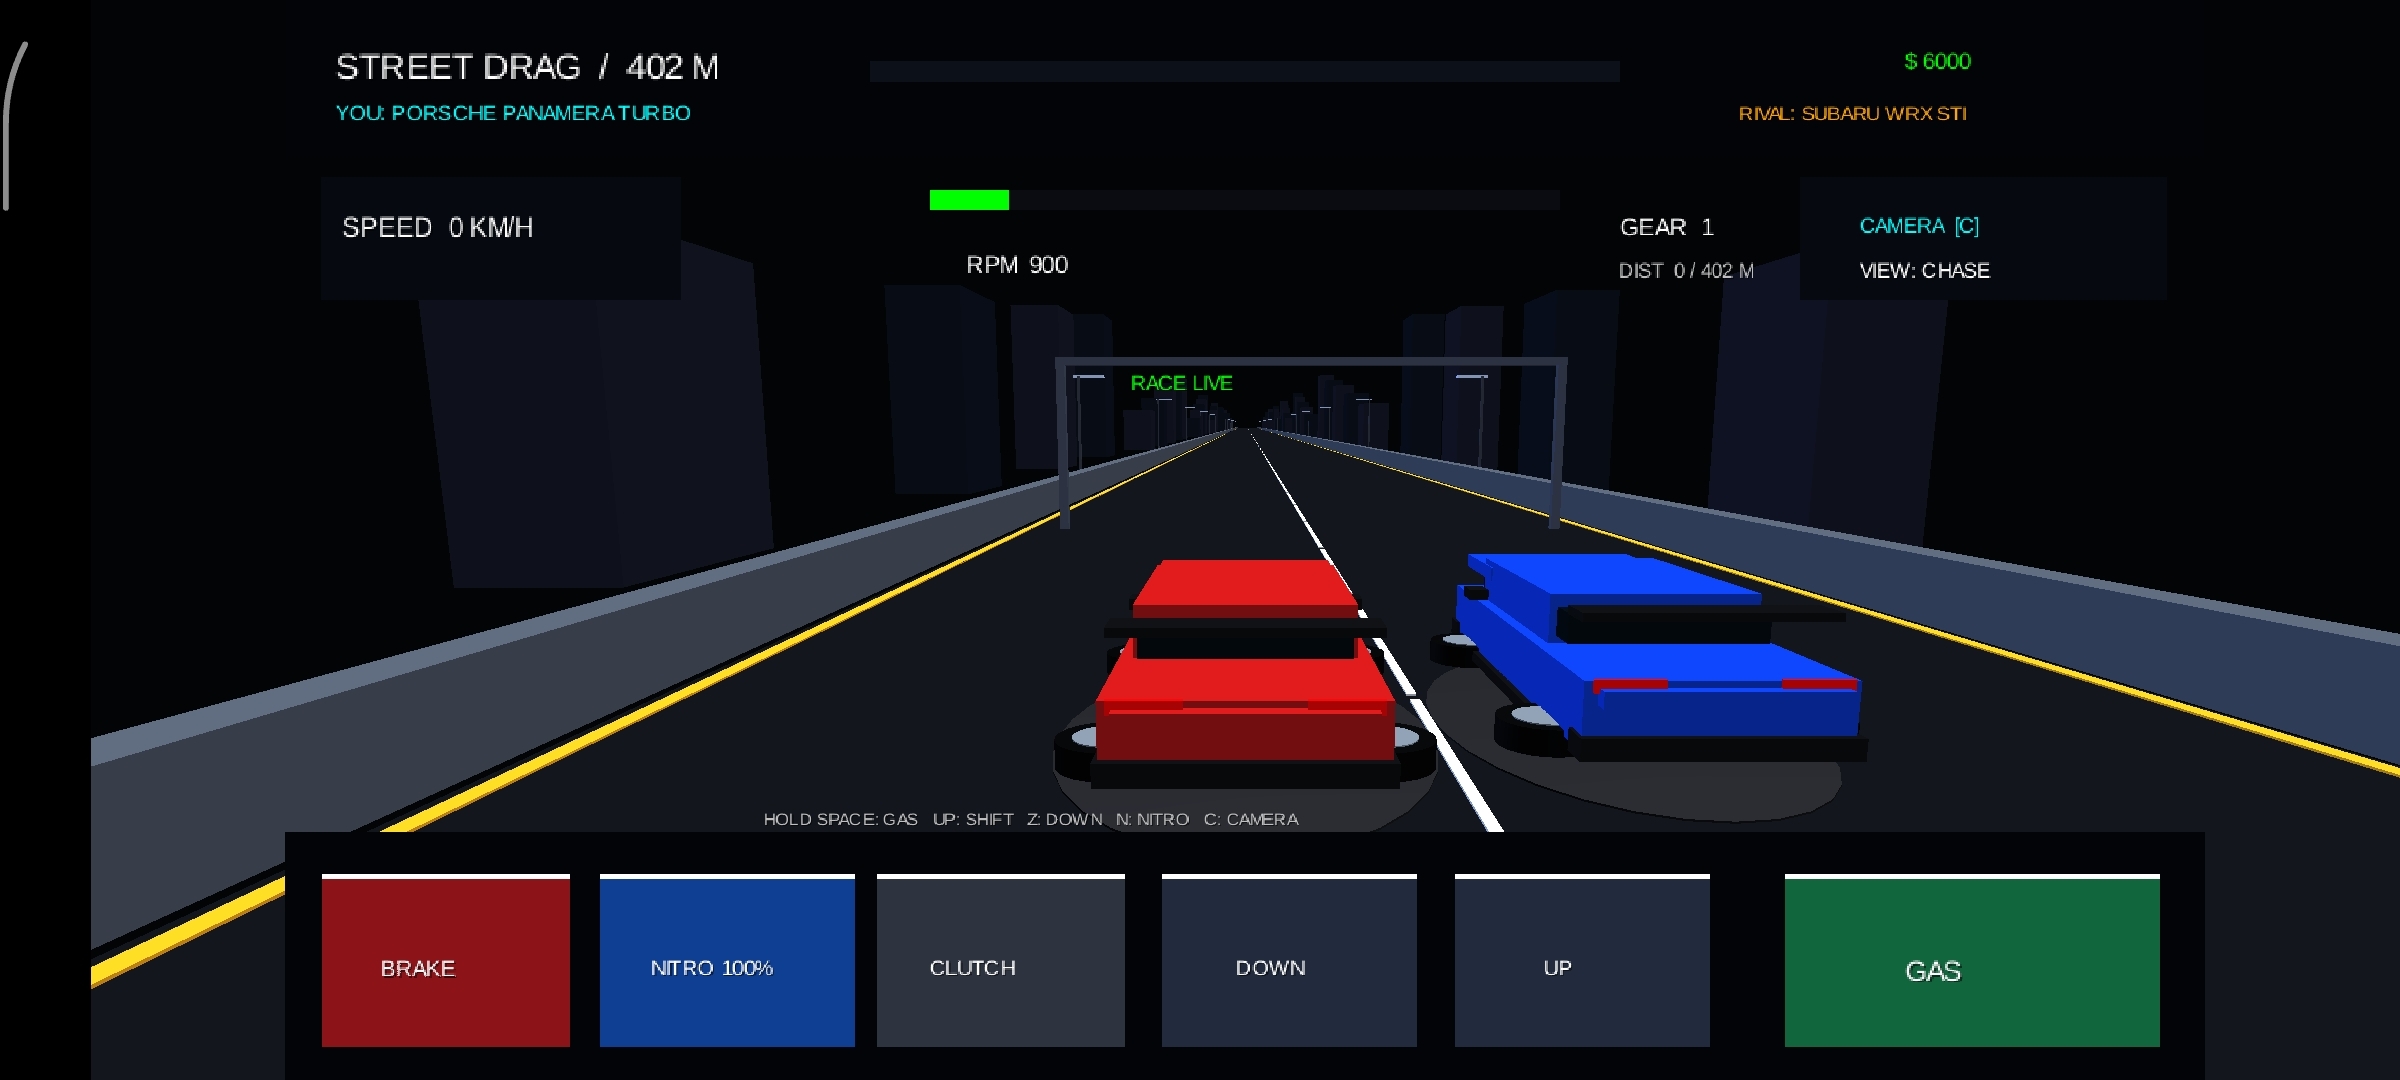 STREET DRAG / 402 M
$ 6000
YOU: PORSCHE PANAMERA TURBO
RIVAL: SUBARU WRX STI
SPEED 0 KM/H
GEAR 1
CAMERA [C]
RPM 900
DIST 0 / 402 M
VIEW: CHASE
RACE LIVE
HOLD SPACE: GAS UP: SHIFT Z: DOWN N: NITRO C: CAMERA
BRAKE
NITRO 100%
CLUTCH
DOWN
UP
GAS